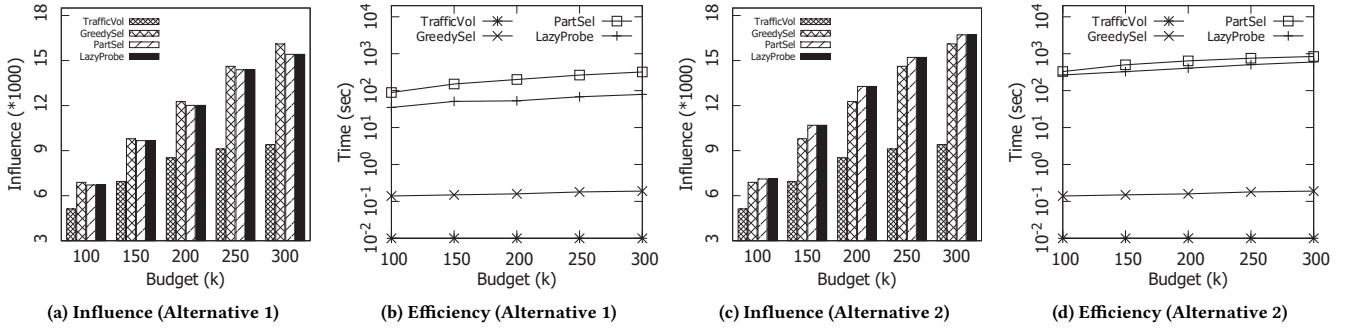 18
15
12
9
6
3
Influence (*1000)
TrafficVol
GreedySel
PartSel
LazyProbe
100 150 200 250 300
Budget (k)
(a) Influence (Alternative 1)
10^4
10^3
10^2
10^1
10^0
10^-1
10^-2
Time (sec)
TrafficVol
GreedySel
PartSel
LazyProbe
100 150 200 250 300
Budget (k)
(b) Efficiency (Alternative 1)
18
15
12
9
6
3
Influence (*1000)
TrafficVol
GreedySel
PartSel
LazyProbe
100 150 200 250 300
Budget (k)
(c) Influence (Alternative 2)
10^4
10^3
10^2
10^1
10^0
10^-1
10^-2
Time (sec)
TrafficVol
GreedySel
PartSel
LazyProbe
100 150 200 250 300
Budget (k)
(d) Efficiency (Alternative 2)